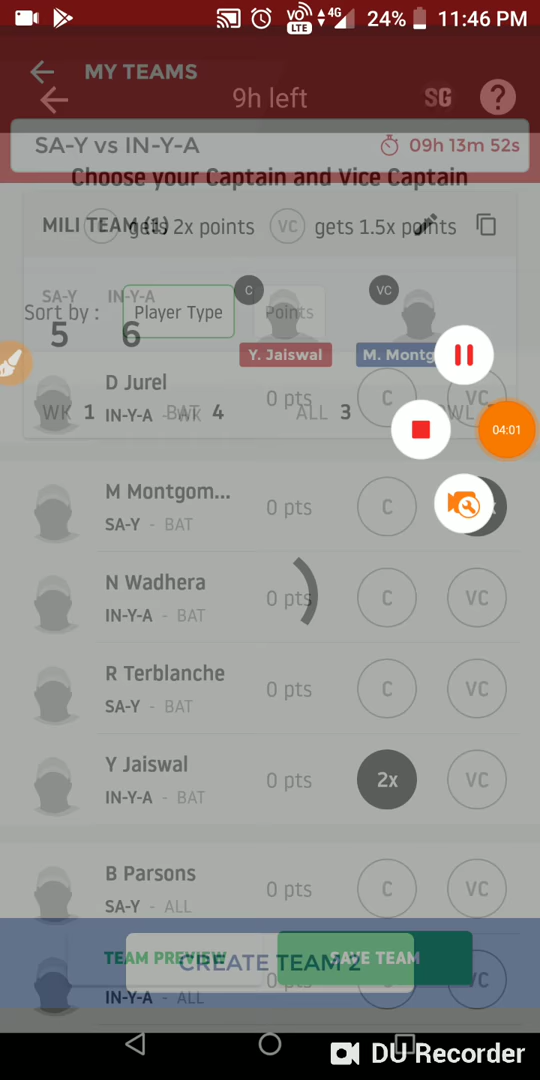 VO 4G 24% 11:46 PM
LTE
MY TEAMS
9h left SG ?
SA-Y vs IN-Y-A 09h 13m 52s
Choose your Captain and Vice Captain
MILI TEAM (1)
C gets 2x points VC gets 1.5x points
SA-Y IN-Y-A
5 6
Sort by : Player Type Points
C VC
Y. Jaiswal M. Montg
WK 1 BAT 4 ALL 3
D Jurel 0 pts C VC
IN-Y-A - WK
04:01
M Montgom... 0 pts C
SA-Y - BAT
N Wadhera 0 pts C VC
IN-Y-A - BAT
R Terblanche 0 pts C VC
SA-Y - BAT
Y Jaiswal 0 pts 2x VC
IN-Y-A - BAT
B Parsons 0 pts C VC
SA-Y - ALL
TEAM PREVIEW SAVE TEAM
CREATE TEAM 2
0 pts C VC
IN-Y-A - ALL
DU Recorder